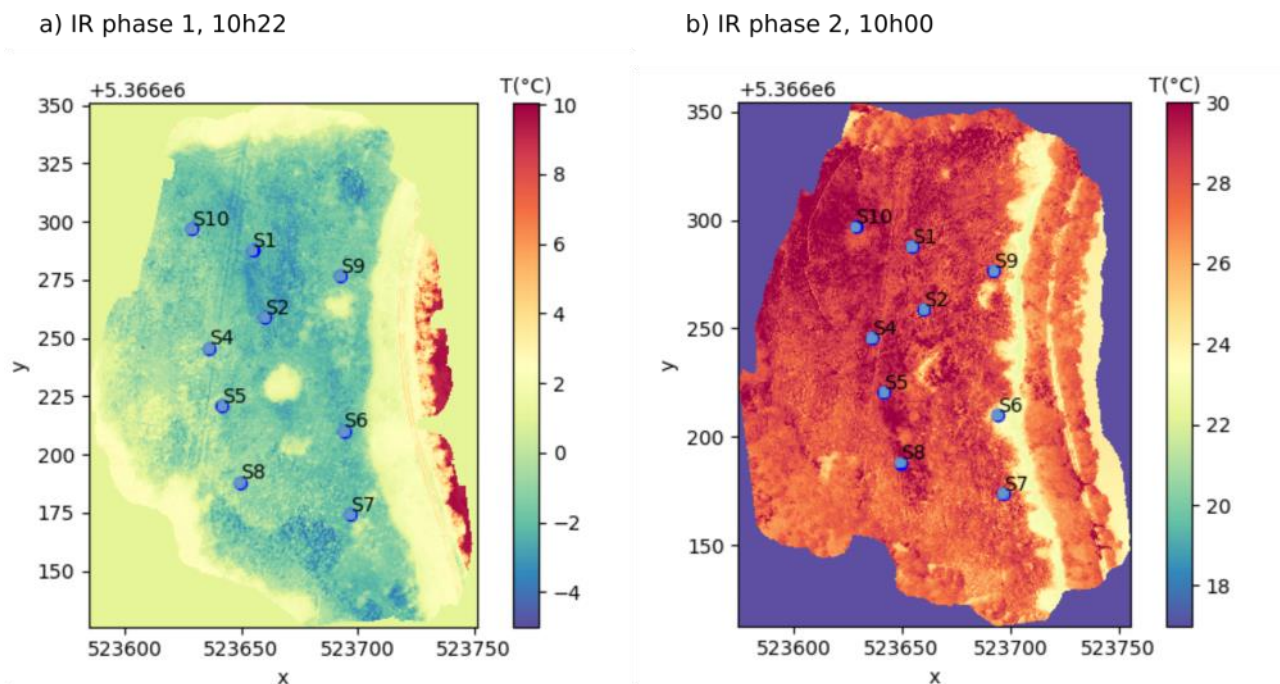 a) IR phase 1, 10h22
b) IR phase 2, 10h00
+5.366e6
T(°C)
350
325
300
275
250
225
200
175
150
y
523600
523650
523700
523750
x
S10
S1
S9
S2
S4
S5
S6
S8
S7
10
8
6
4
2
0
−2
−4
+5.366e6
T(°C)
350
300
250
200
150
y
523600
523650
523700
523750
x
S10
S1
S9
S2
S4
S5
S6
S8
S7
30
28
26
24
22
20
18